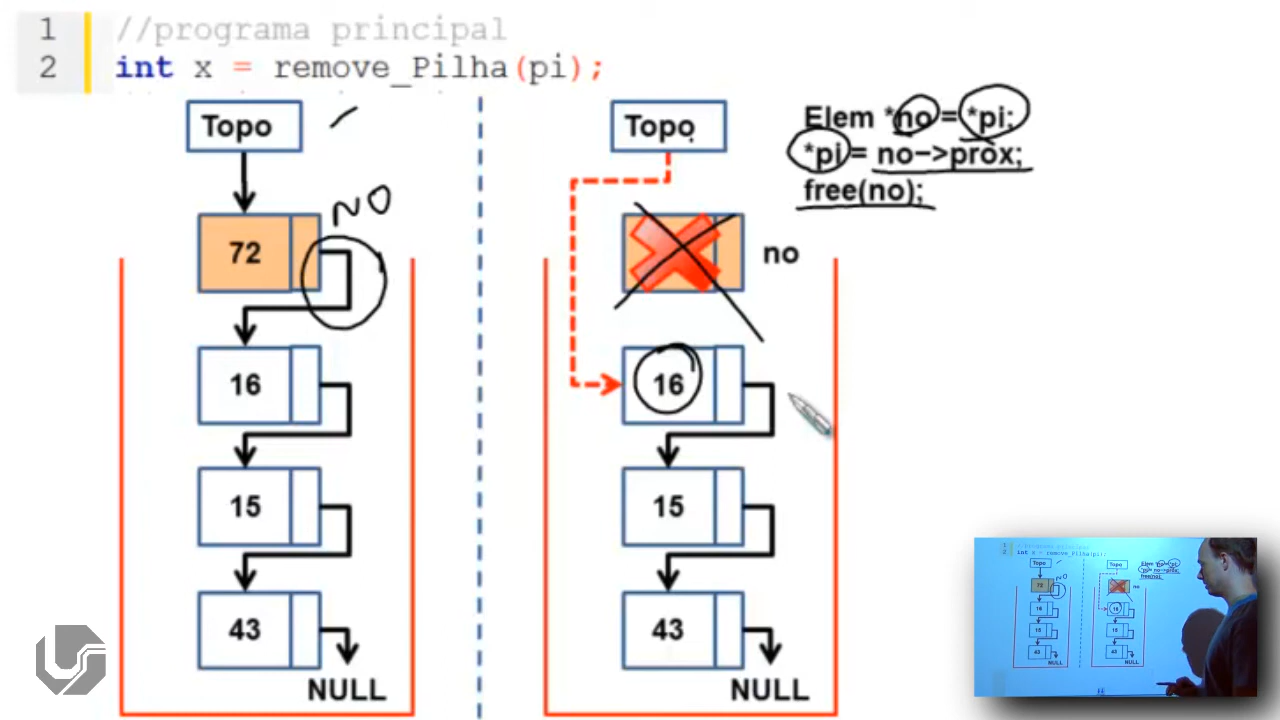 1 //programa principal
2 int x = remove_Pilha(pi);
Topo
NO
72
16
15
43
NULL
Topo
no
16
15
43
NULL
Elem *no = *pi;
*pi = no->prox;
free(no);